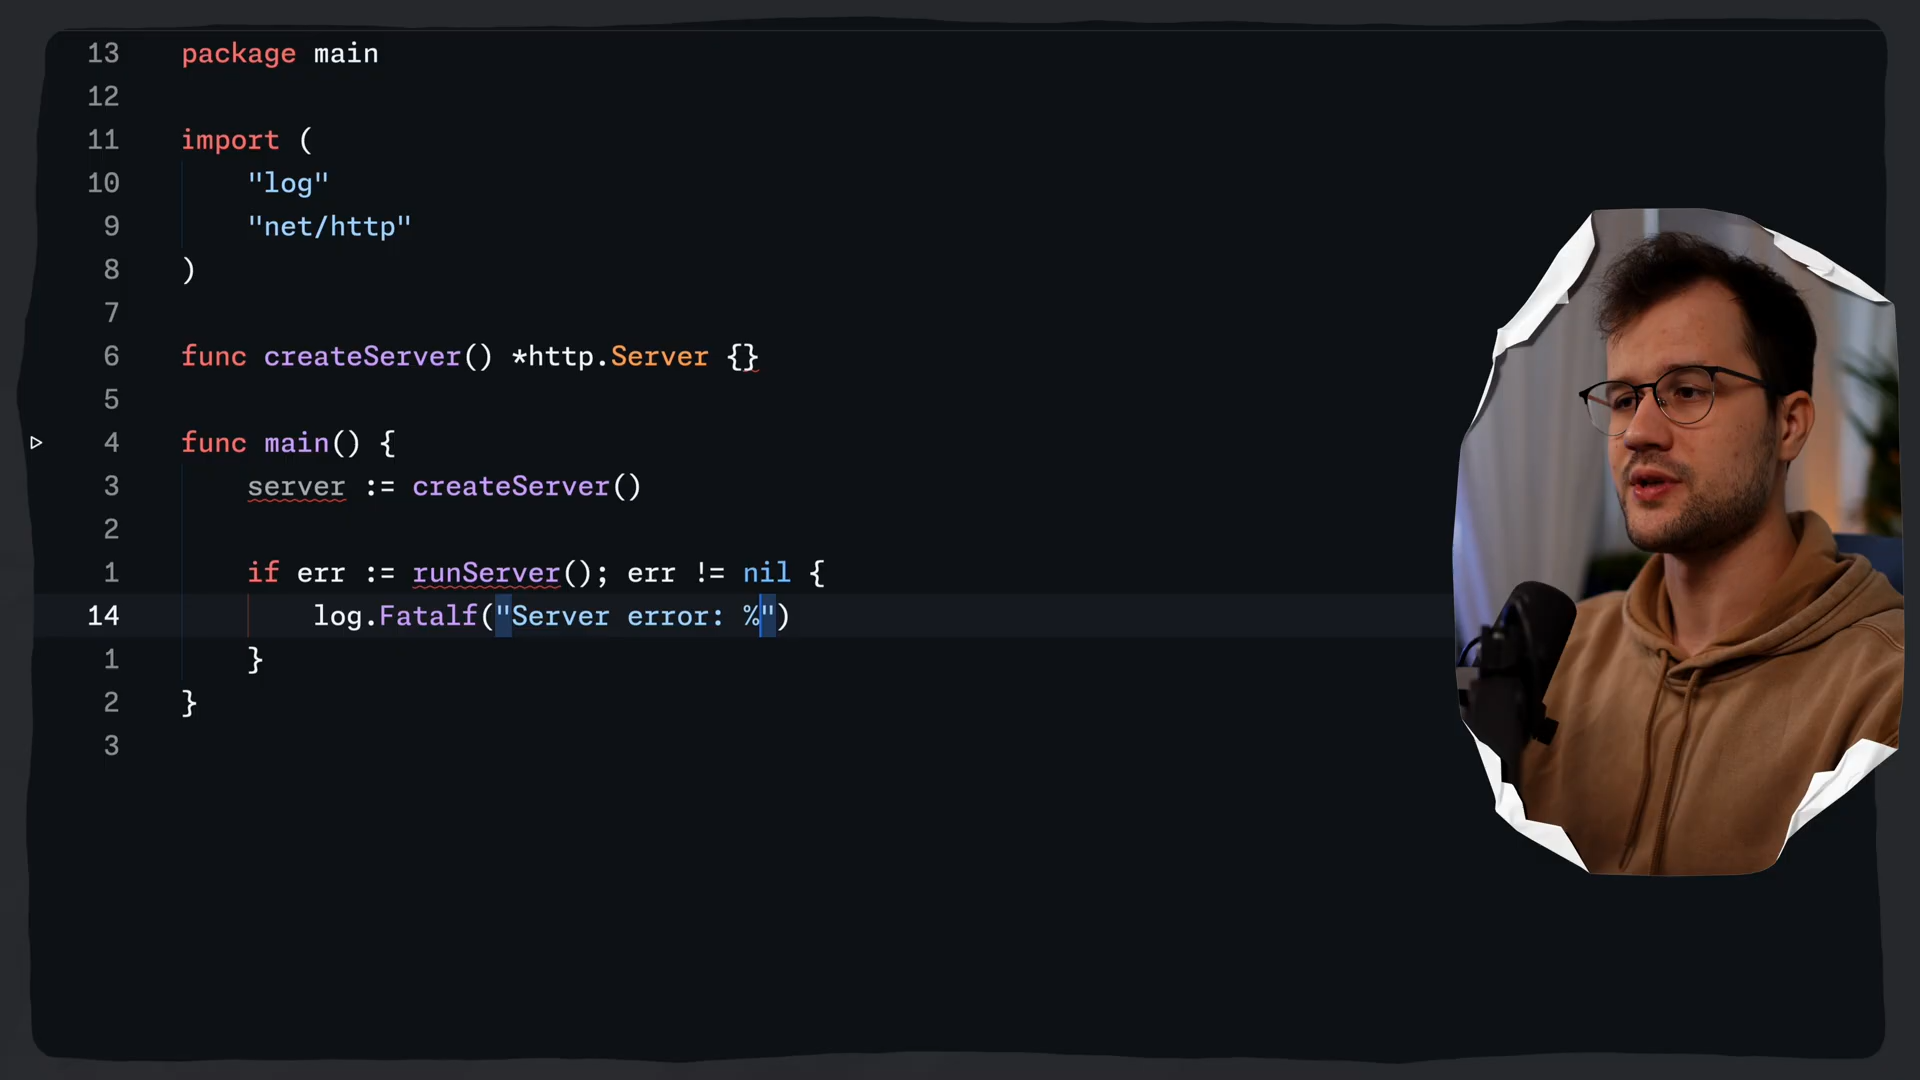 13 package main
12
11 import (
10 "log"
9 "net/http"
8 )
7
6 func createServer() *http.Server {}
5
4 func main() {
3 server := createServer()
2
1 if err := runServer(); err != nil {
14 log.Fatalf("Server error: %")
1 }
2 }
3